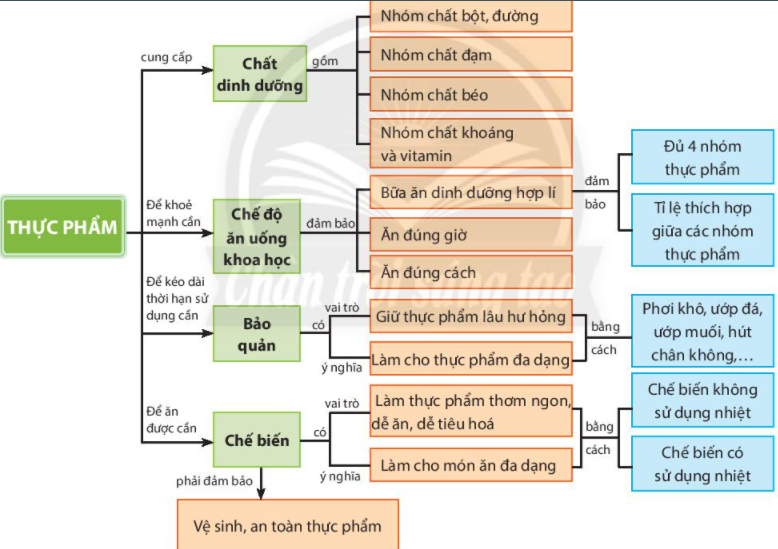 THỰC PHẨM
cung cấp
Chất
dinh dưỡng
gồm
Nhóm chất bột, đường
Nhóm chất đạm
Nhóm chất béo
Nhóm chất khoáng
và vitamin
Để khoẻ
mạnh cần
Chế độ
ăn uống
khoa học
đảm bảo
Bữa ăn dinh dưỡng hợp lí
Ăn đúng giờ
Ăn đúng cách
đảm
bảo
Đủ 4 nhóm
thực phẩm
Tỉ lệ thích hợp
giữa các nhóm
thực phẩm
Để kéo dài
thời hạn sử
dụng cần
Bảo
quản
có
vai trò
Giữ thực phẩm lâu hư hỏng
ý nghĩa
Làm cho thực phẩm đa dạng
bằng
cách
Phơi khô, ướp đá,
ướp muối, hút
chân không,…
Để ăn
được cần
Chế biến
có
vai trò
Làm thực phẩm thơm ngon,
dễ ăn, dễ tiêu hoá
ý nghĩa
Làm cho món ăn đa dạng
bằng
cách
Chế biến không
sử dụng nhiệt
Chế biến có
sử dụng nhiệt
phải đảm bảo
Vệ sinh, an toàn thực phẩm
Chân trời sáng tạo